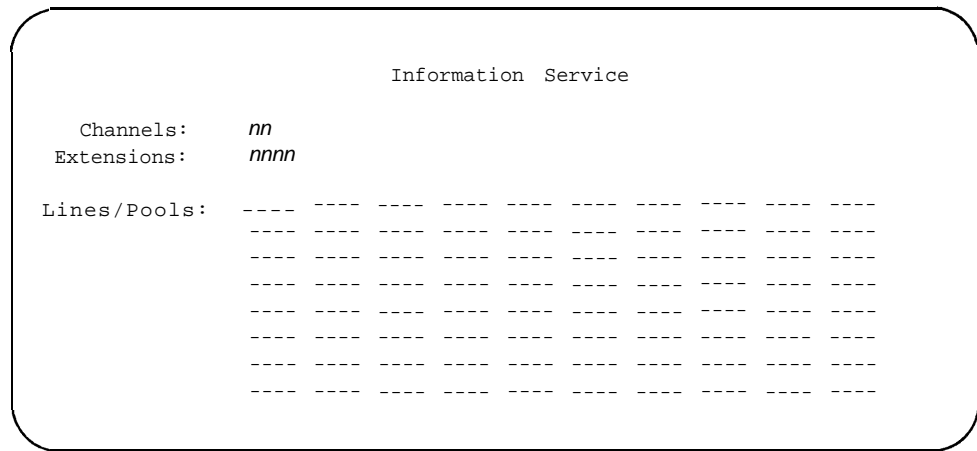 Information Service
Channels: nn
Extensions: nnnn
Lines/Pools: ---- ---- ---- ---- ---- ---- ---- ---- ---- ----
---- ---- ---- ---- ---- ---- ---- ---- ---- ----
---- ---- ---- ---- ---- ---- ---- ---- ---- ----
---- ---- ---- ---- ---- ---- ---- ---- ---- ----
---- ---- ---- ---- ---- ---- ---- ---- ---- ----
---- ---- ---- ---- ---- ---- ---- ---- ---- ----
---- ---- ---- ---- ---- ---- ---- ---- ---- ----
---- ---- ---- ---- ---- ---- ---- ---- ---- ----